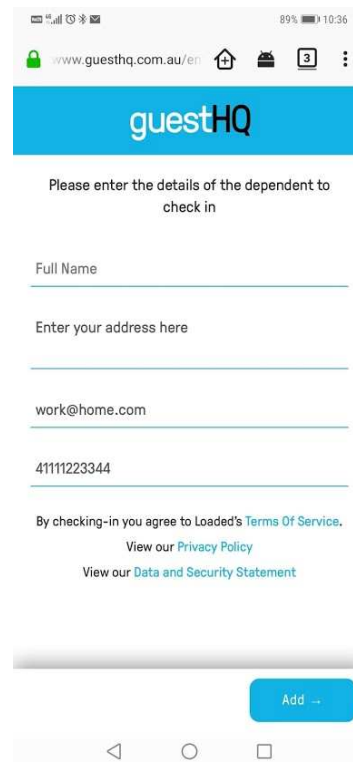 89% 10:36
www.guesthq.com.au/en
3
guestHQ
Please enter the details of the dependent to
check in
Full Name
Enter your address here
work@home.com
41111223344
By checking-in you agree to Loaded's Terms Of Service.
View our Privacy Policy
View our Data and Security Statement
Add →